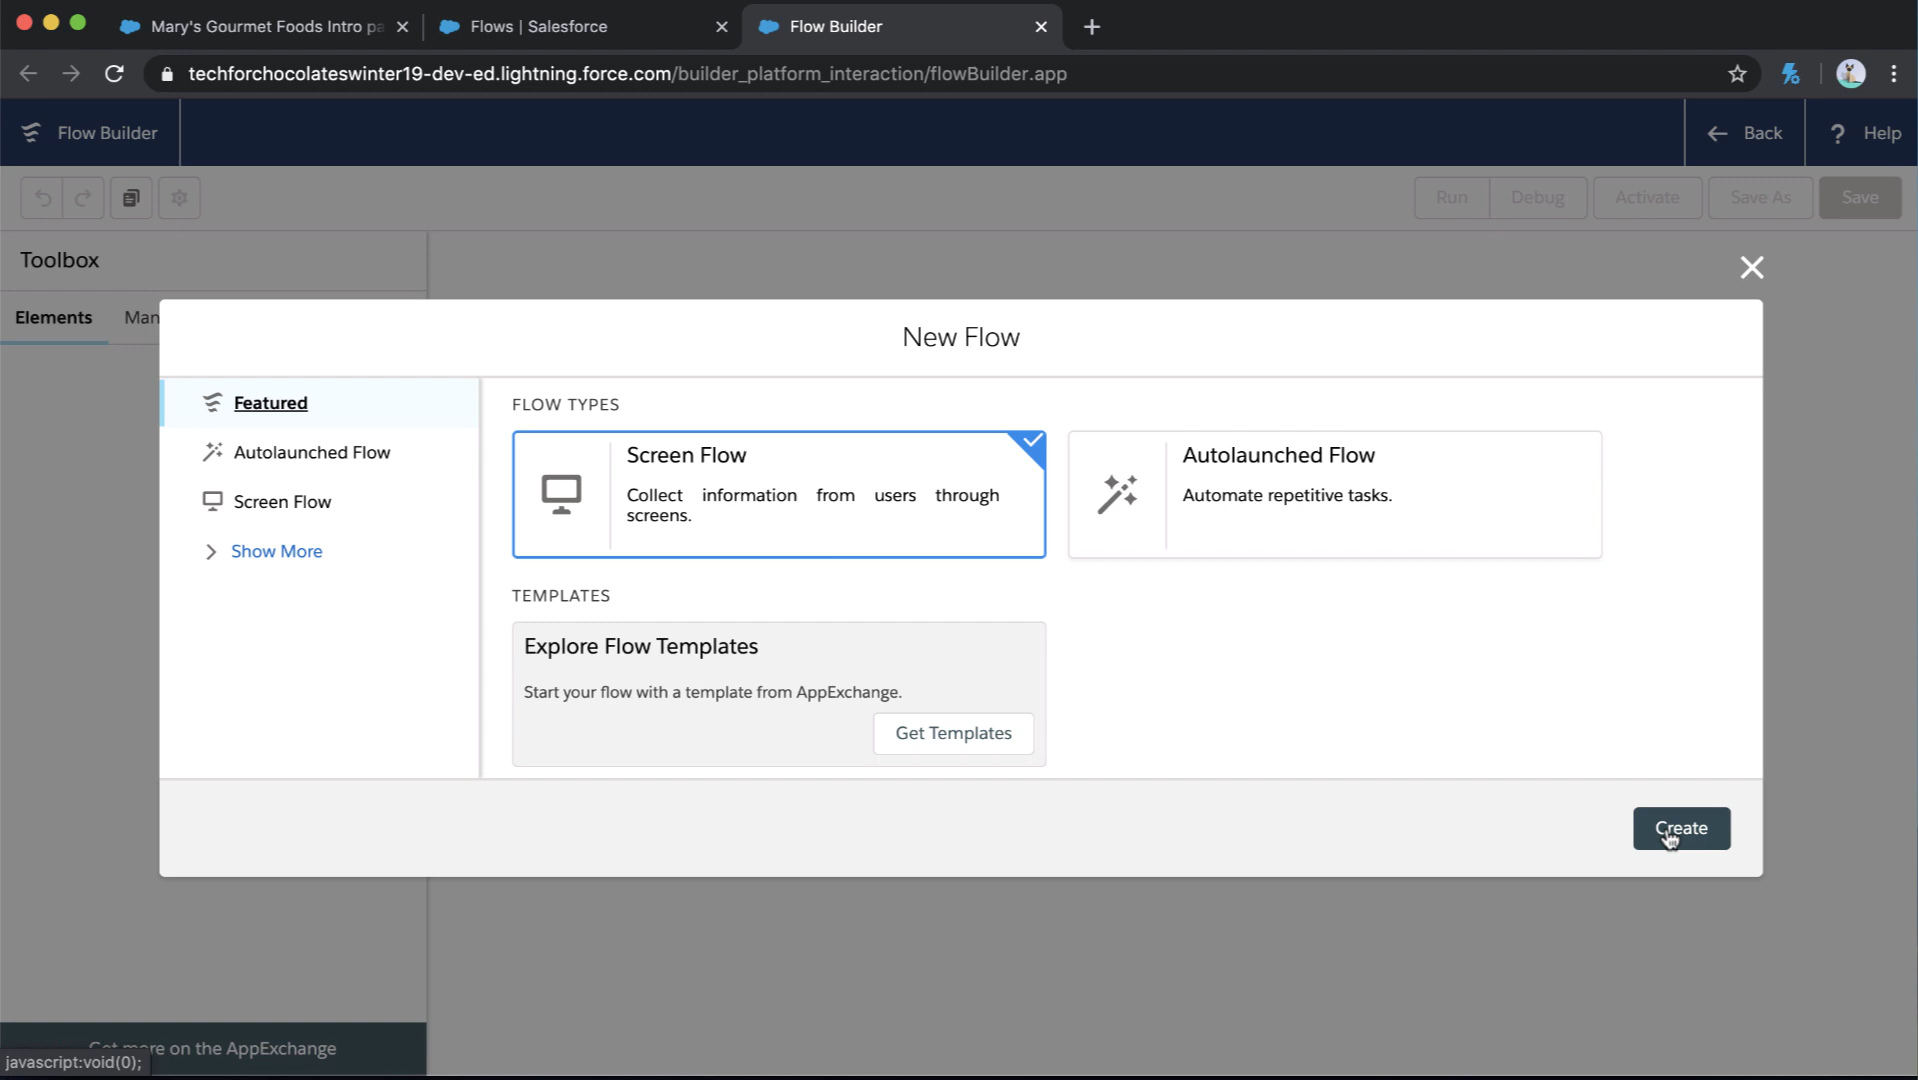 Mary's Gourmet Foods Intro pa
Flows | Salesforce
Flow Builder
techforchocolateswinter19-dev-ed.lightning.force.com/builder_platform_interaction/flowBuilder.app
Flow Builder
Back
? Help
Run
Debug
Activate
Save As
Save
Toolbox
Elements
Man
New Flow
Featured
Autolaunched Flow
Screen Flow
Show More
FLOW TYPES
Screen Flow
Collect information from users through
screens.
Autolaunched Flow
Automate repetitive tasks.
TEMPLATES
Explore Flow Templates
Start your flow with a template from AppExchange.
Get Templates
Create
Get more on the AppExchange
javascript:void(0);